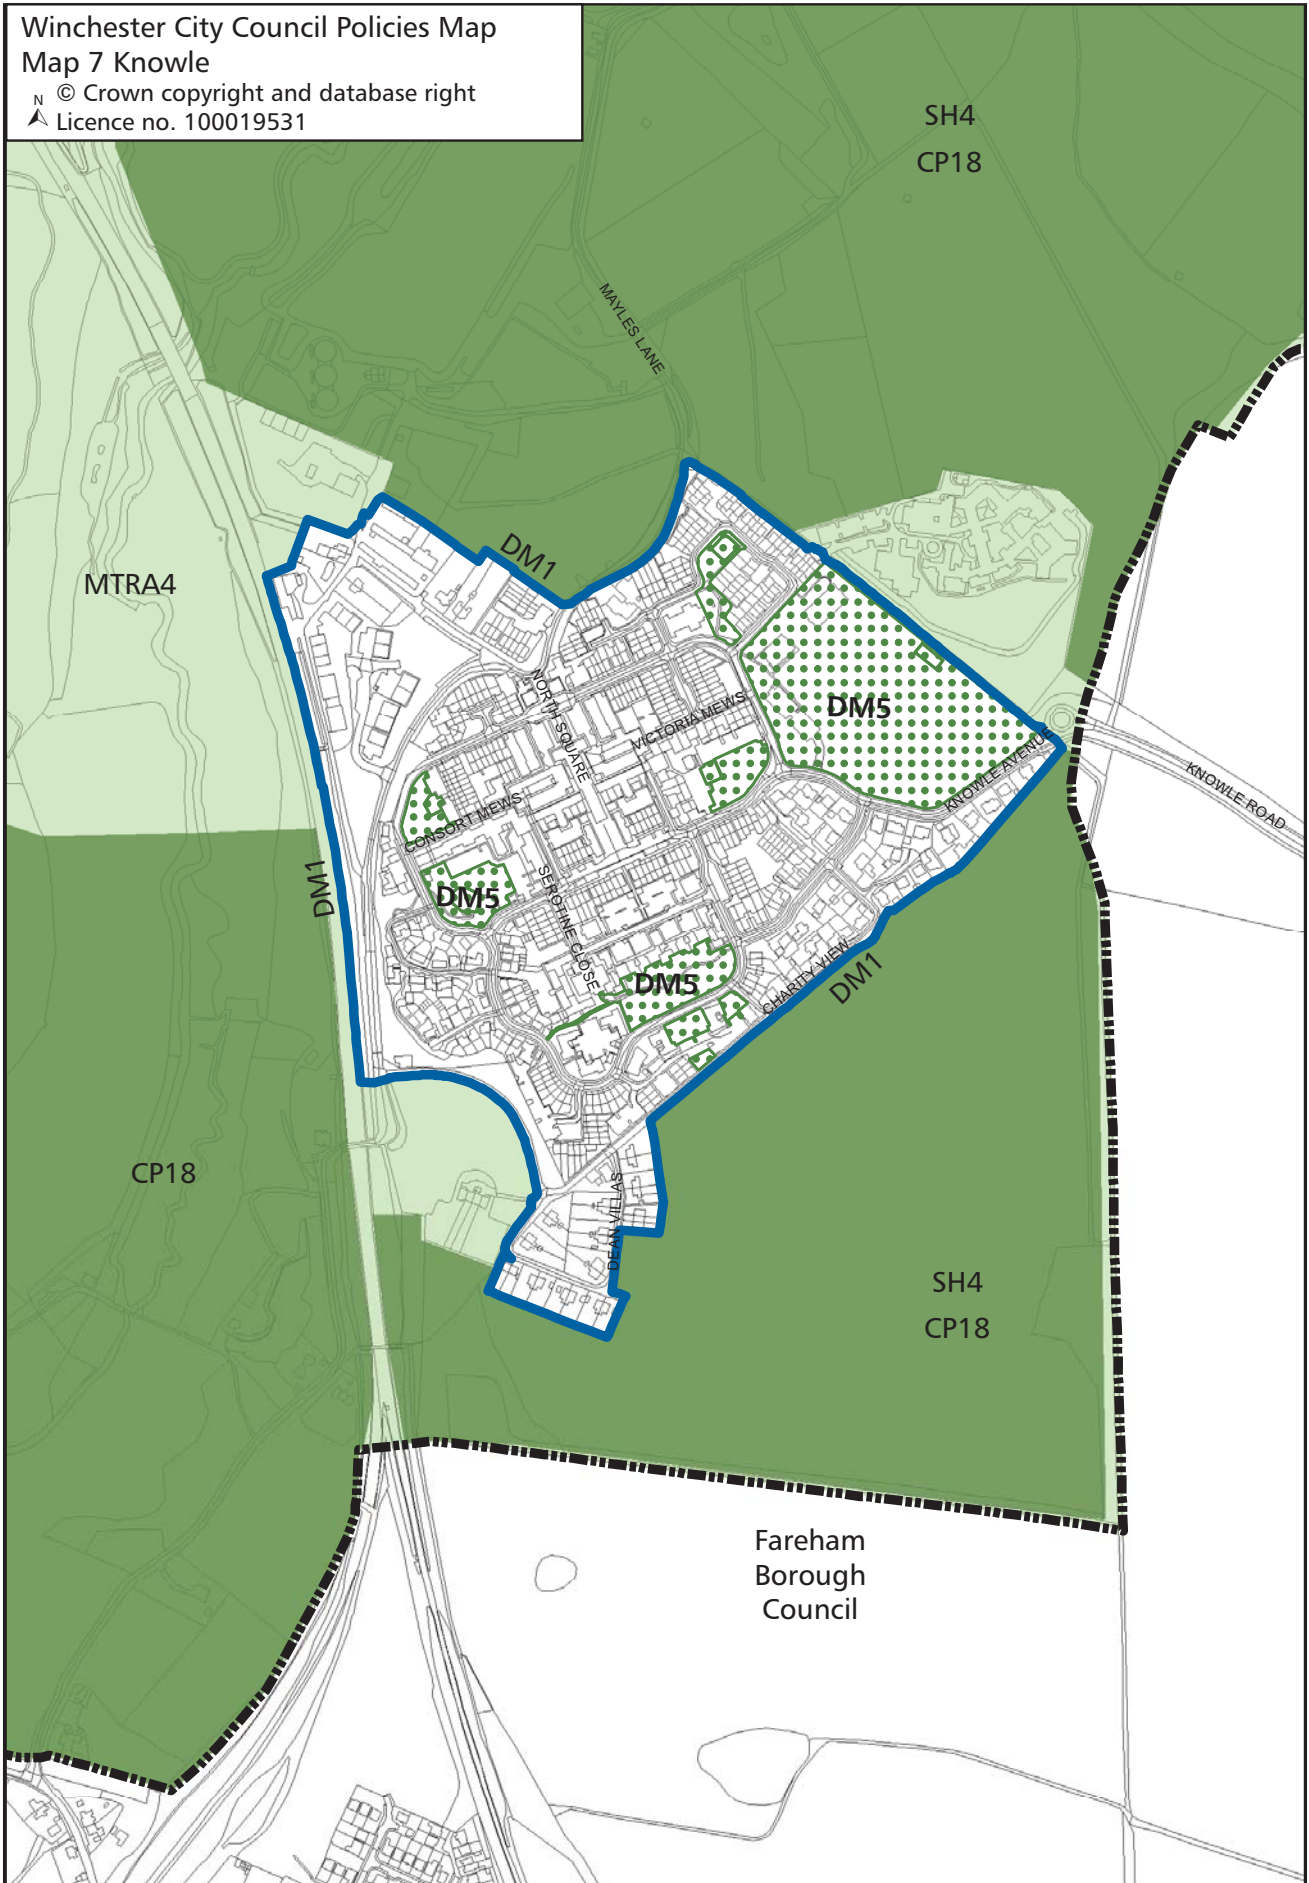 Winchester City Council Policies Map
Map 7 Knowle
N
© Crown copyright and database right
Licence no. 100019531
SH4
CP18
MAYLES LANE
DM1
MTRA4
NORTH SQUARE
VICTORIA MEWS
DM5
KNOWLE AVENUE
KNOWLE ROAD
CONSORT MEWS
DM1
DM5
SEROTINE CLOSE
DM5
CHARITY VIEW
DM1
CP18
DEAN VILLAS
SH4
CP18
Fareham
Borough
Council